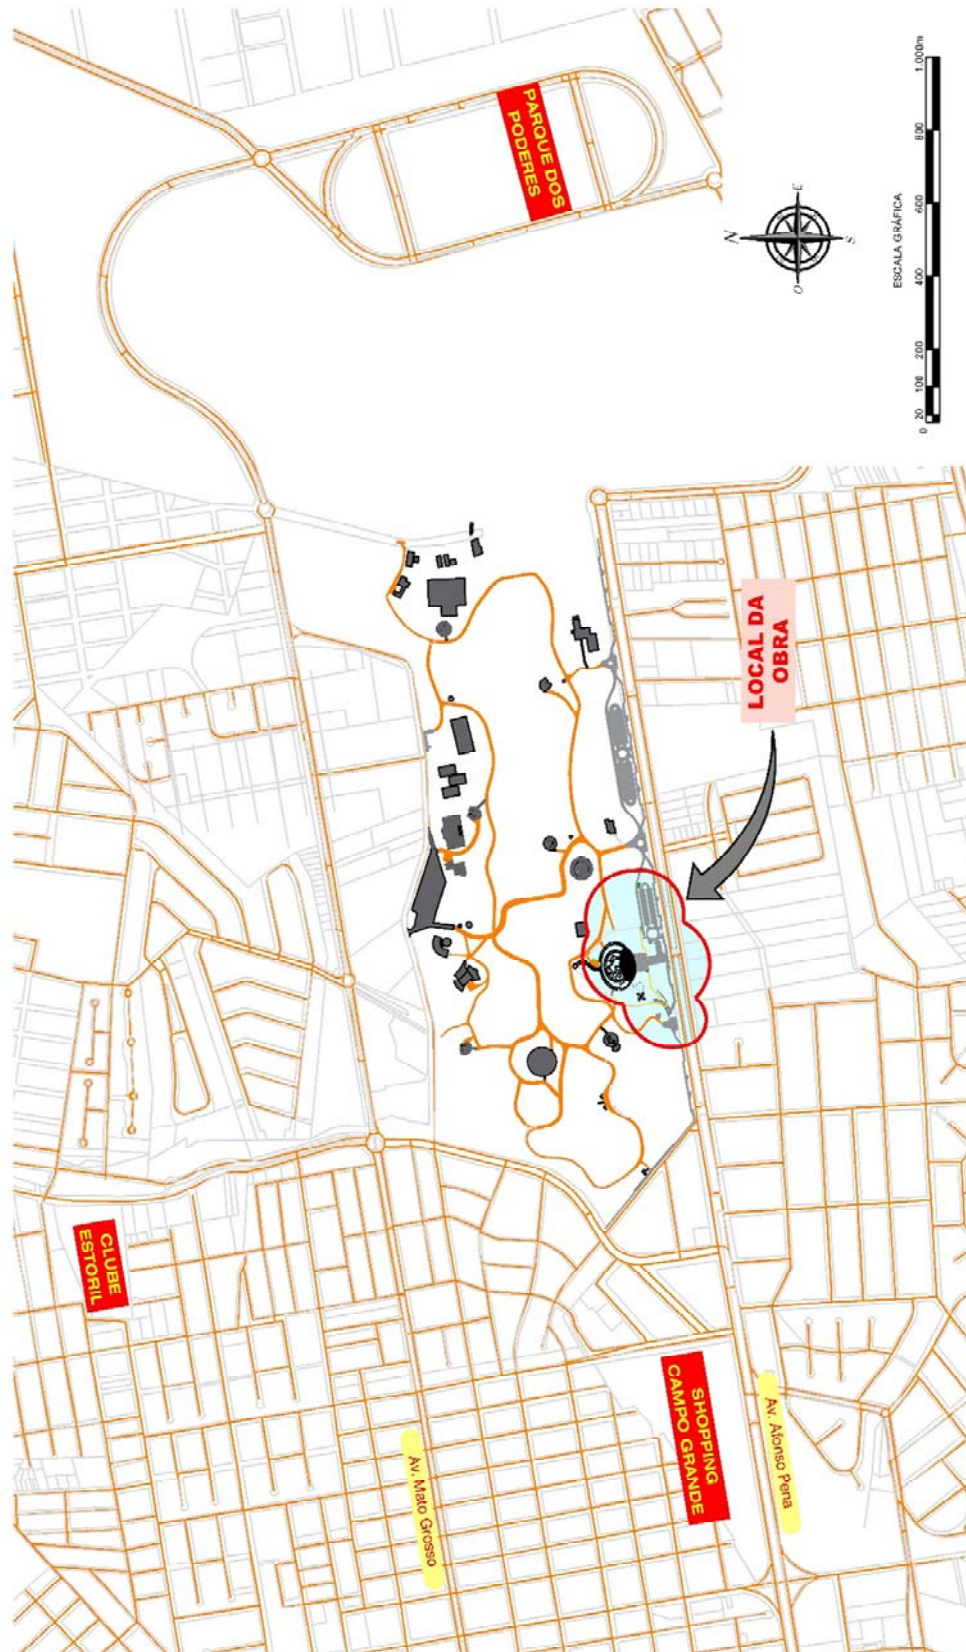 PARQUE DOS
PODERES
N
E
S
O
ESCALA GRÁFICA
0
20
100
200
400
600
800
1.000m
LOCAL DA
OBRA
CLUBE
ESTORIL
SHOPPING
CAMPO GRANDE
Av. Afonso Pena
Av. Mato Grosso